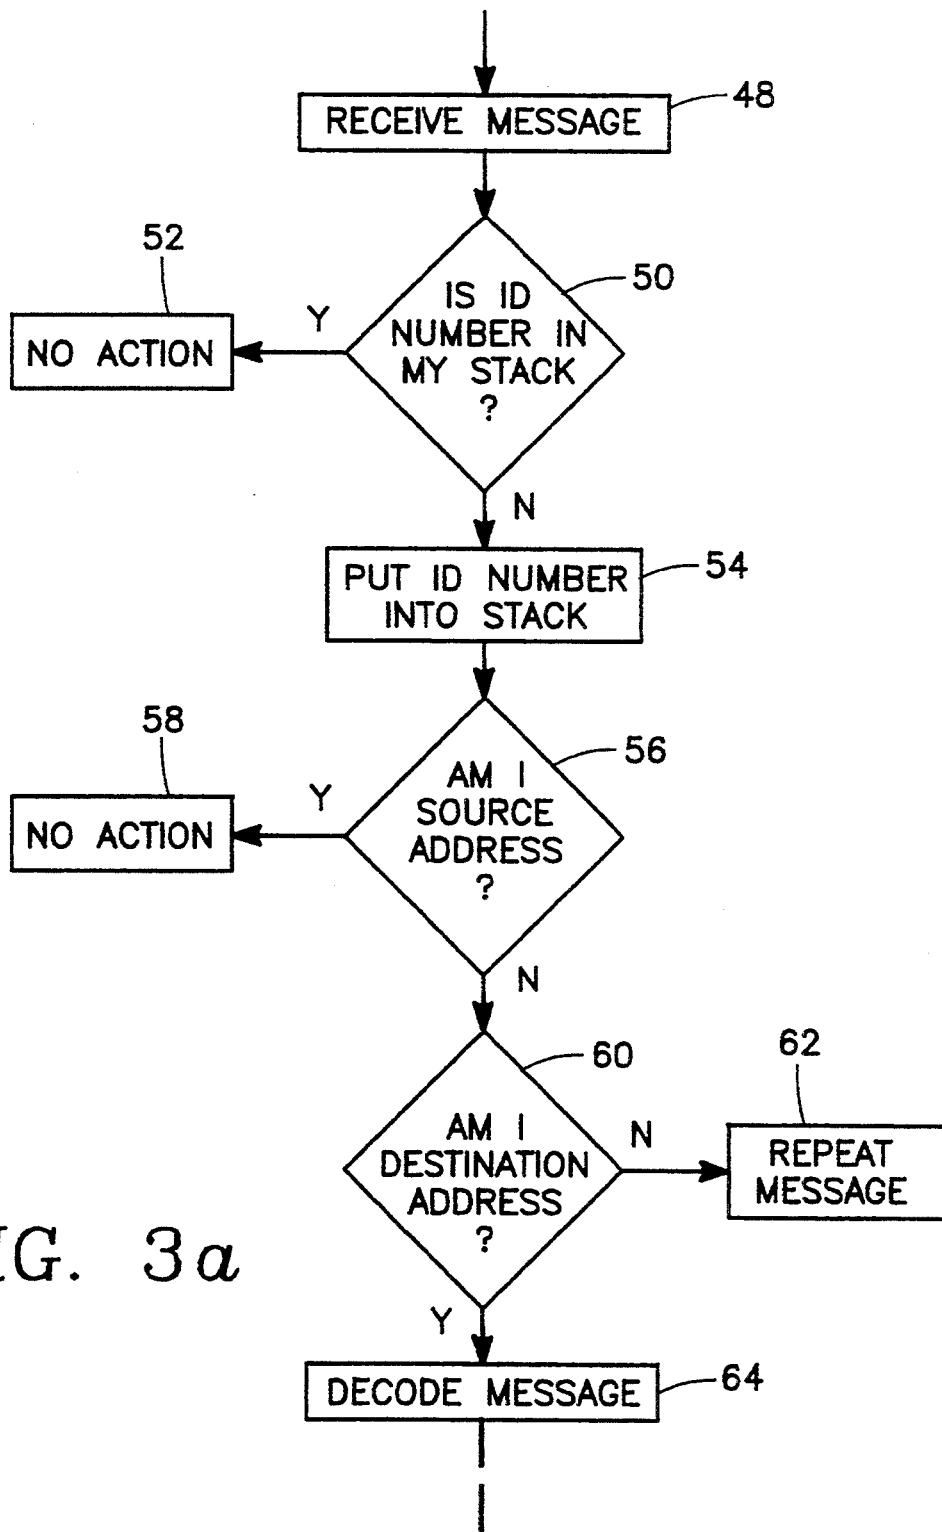 RECEIVE MESSAGE
48
52
50
IS ID
NUMBER IN
MY STACK
?
Y
NO ACTION
N
PUT ID NUMBER
INTO STACK
54
58
56
AM I
SOURCE
ADDRESS
?
Y
NO ACTION
N
60
62
AM I
DESTINATION
ADDRESS
?
N
REPEAT
MESSAGE
IG. 3a
Y
DECODE MESSAGE
64